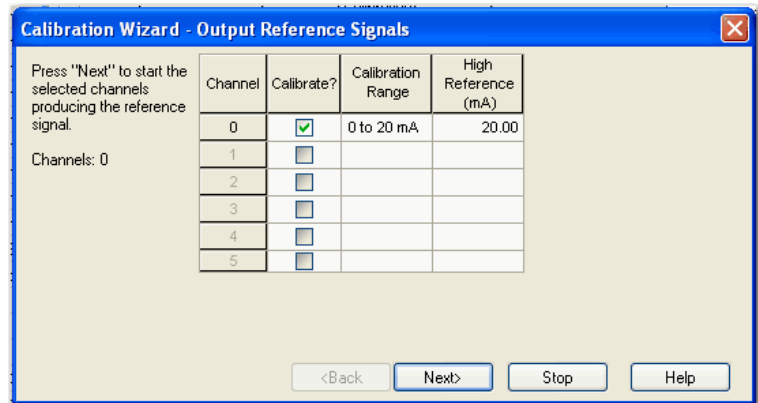 Calibration Wizard - Output Reference Signals
Press "Next" to start the
selected channels
producing the reference
signal.
Channels: 0
Channel Calibrate? Calibration Range High Reference (mA)
0 0 to 20 mA 20.00
1
2
3
4
5
<Back Next> Stop Help